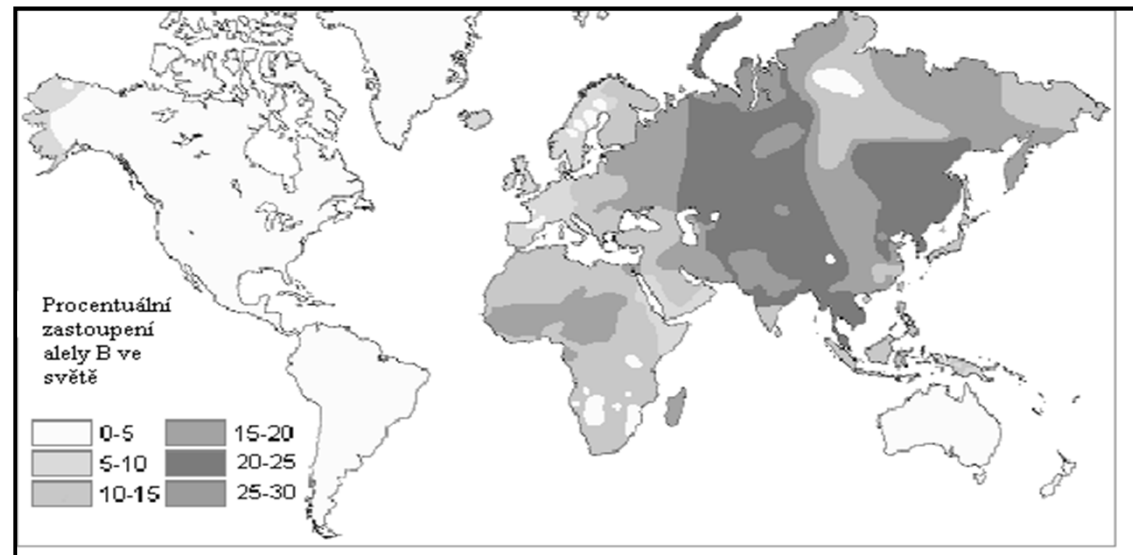 Procentuální
zastoupení
alely B ve
světě
0-5
5-10
10-15
15-20
20-25
25-30